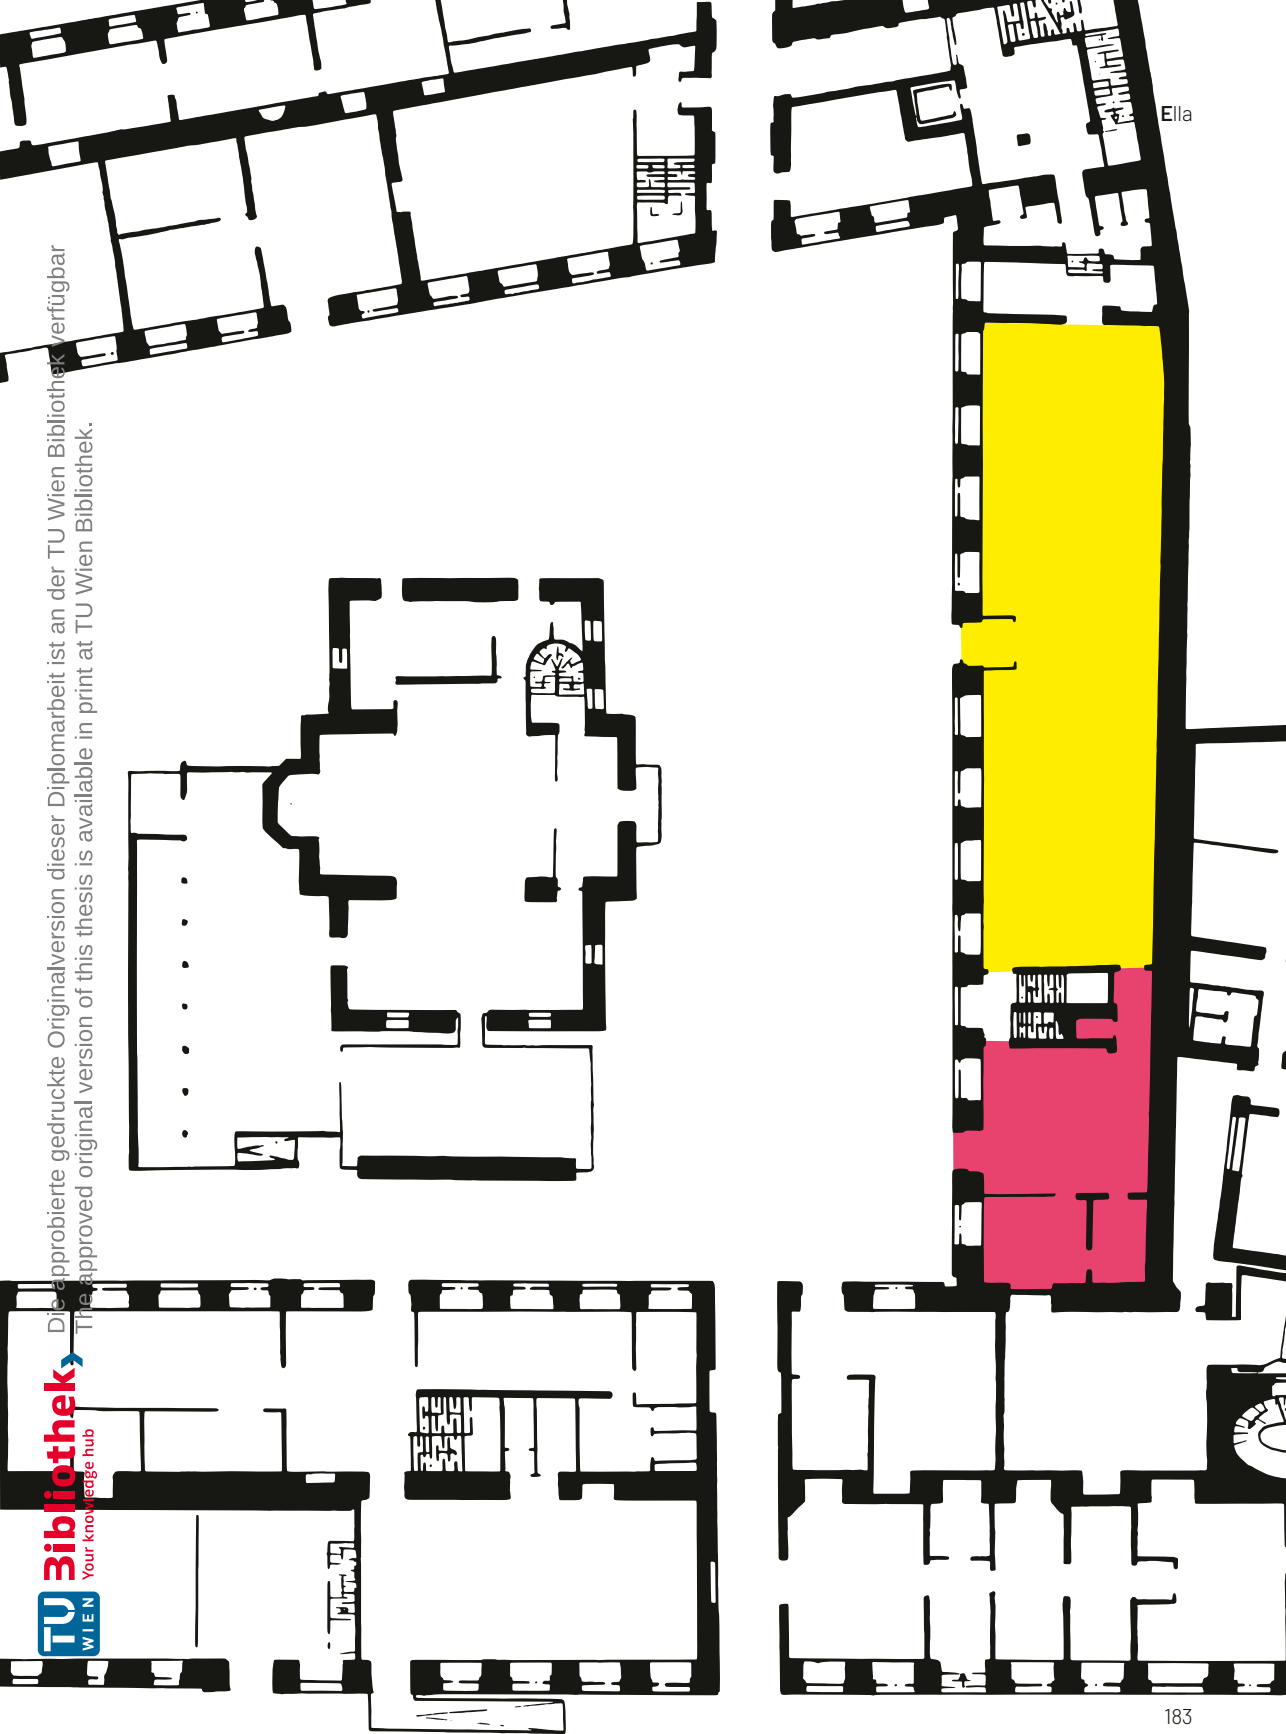 Ella
Die approbierte gedruckte Originalversion dieser Diplomarbeit ist an der TU Wien Bibliothek verfügbar
The approved original version of this thesis is available in print at TU Wien Bibliothek.
TU
WIEN
Bibliothek
Your knowledge hub
183